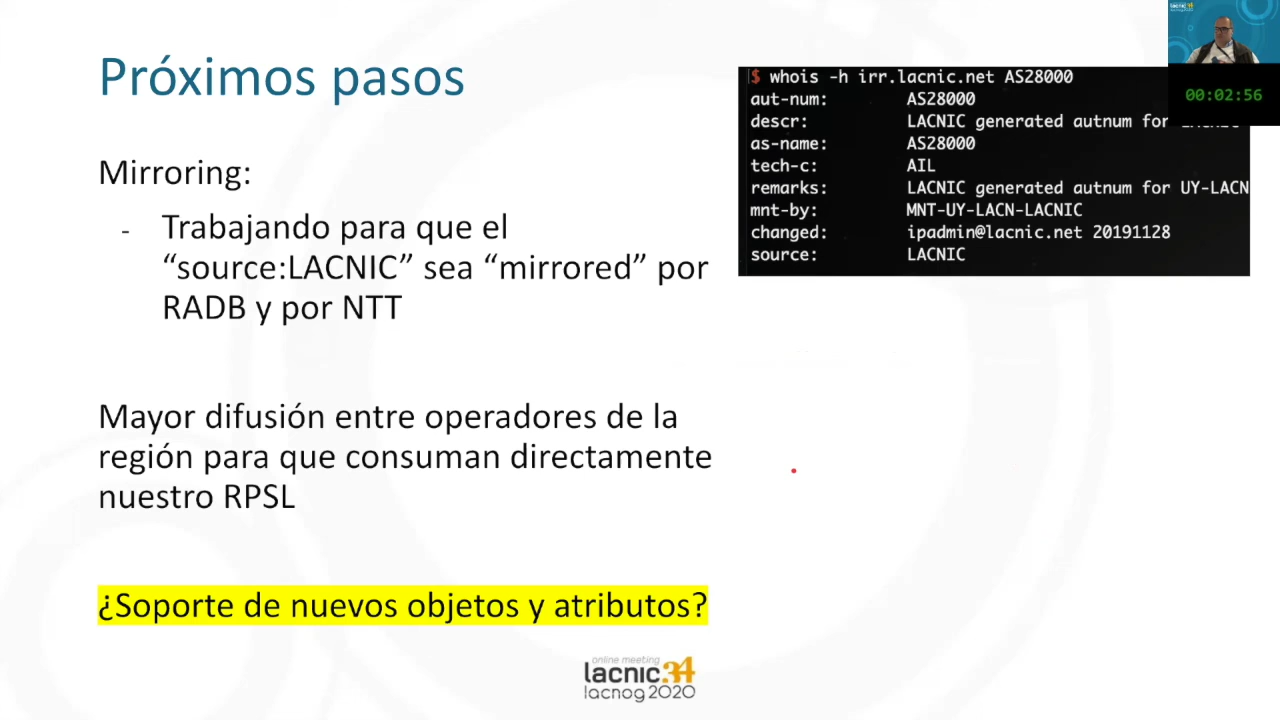 Próximos pasos
Mirroring:
- Trabajando para que el
“source:LACNIC” sea “mirrored” por
RADB y por NTT
Mayor difusión entre operadores de la
región para que consuman directamente
nuestro RPSL
¿Soporte de nuevos objetos y atributos?
$ whois -h irr.lacnic.net AS28000
aut-num: AS28000
descr: LACNIC generated autnum for
as-name: AS28000
tech-c: AIL
remarks: LACNIC generated autnum for UY-LACN
mnt-by: MNT-UY-LACN-LACNIC
changed: ipadmin@lacnic.net 20191128
source: LACNIC
lacnic 34
00:02:56
online meeting
lacnic 34
lacnog 2020